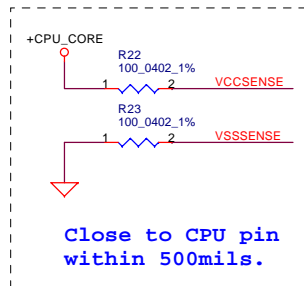 +CPU_CORE
R22
100_0402_1%
1 2 VCCSENSE
R23
100_0402_1%
1 2 VSSSENSE
Close to CPU pin
within 500mils.